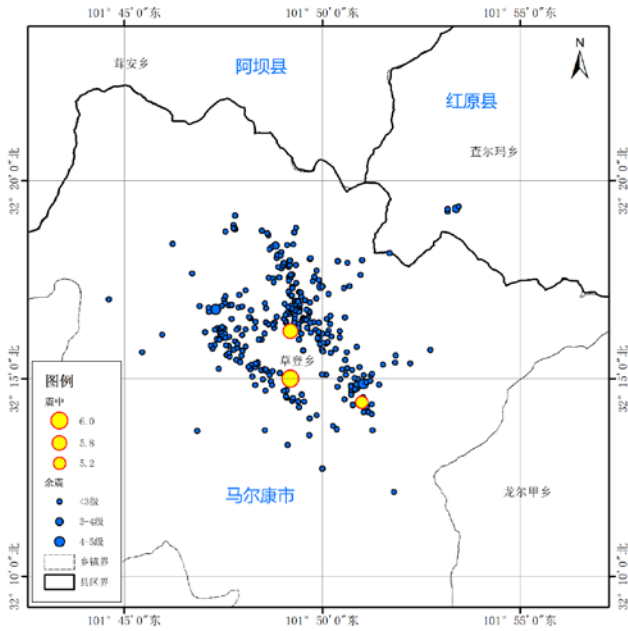 101° 45′ 0″东
101° 50′ 0″东
101° 55′ 0″东
N
茸安乡
阿坝县
红原县
查尔玛乡
32° 20′ 0″北
32° 20′ 0″北
草登乡
32° 15′ 0″北
32° 15′ 0″北
图例
震中
6.0
5.8
5.2
余震
<3级
3-4级
4-5级
乡镇界
县区界
马尔康市
龙尔甲乡
32° 10′ 0″北
32° 10′ 0″北
101° 45′ 0″东
101° 50′ 0″东
101° 55′ 0″东